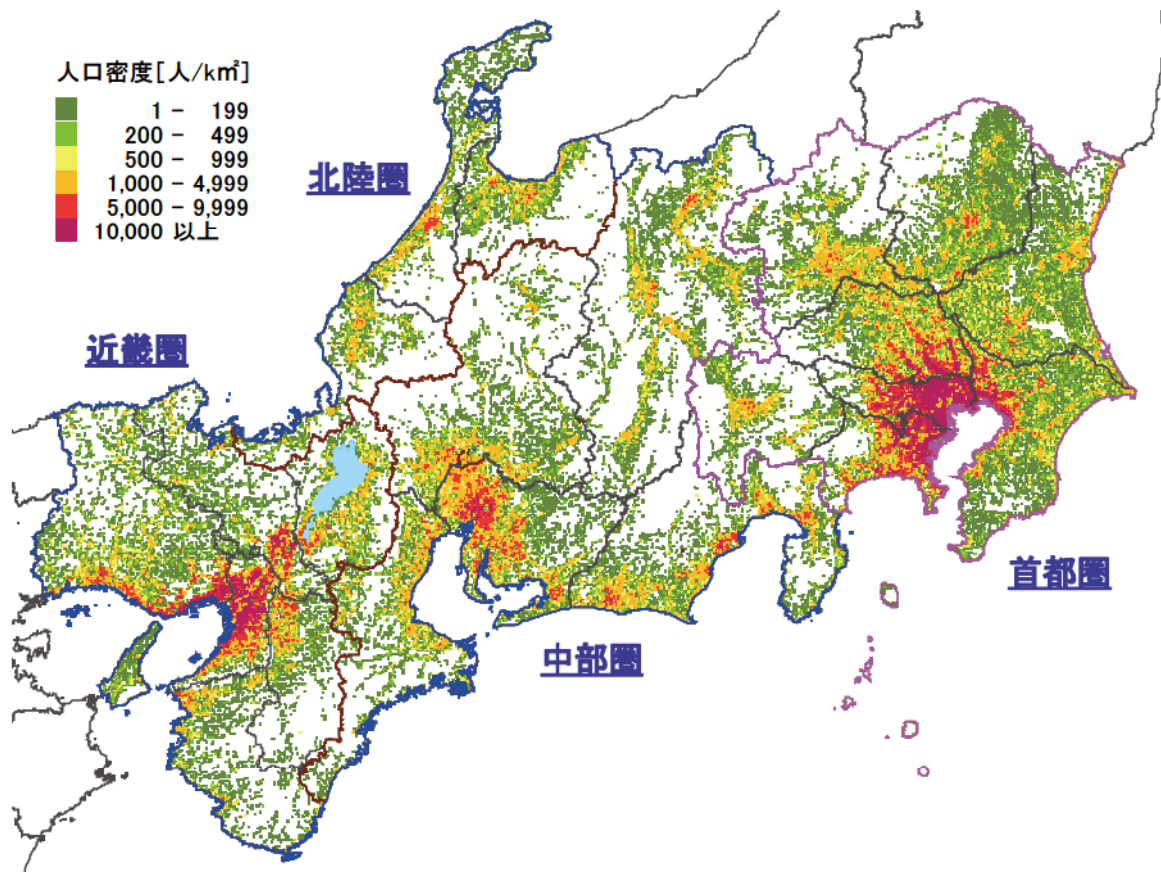 人口密度[人/k㎡]
1 - 199
200 - 499
500 - 999
1,000 - 4,999
5,000 - 9,999
10,000 以上
北陸圏
近畿圏
首都圏
中部圏